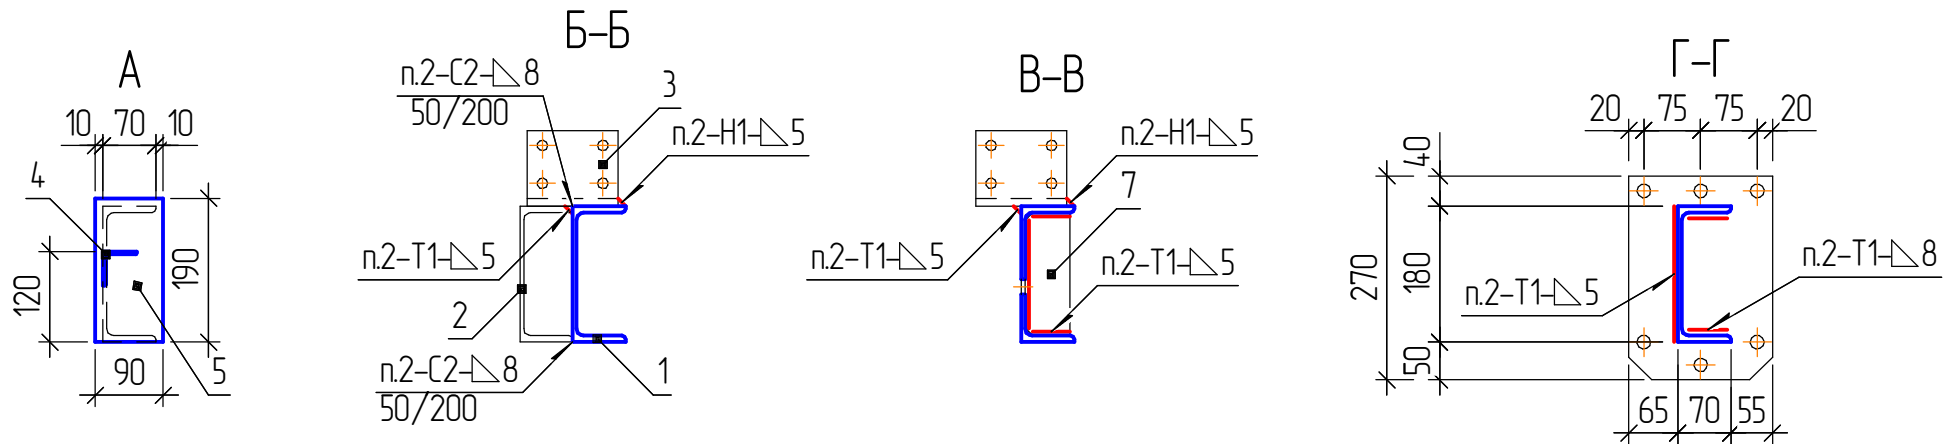 А
10 70 10
4
120
190
90
5
Б–Б
п.2–С2–◺8
50/200
3
п.2–Н1–◺5
п.2–Т1–◺5
2
п.2–С2–◺8
50/200
1
В–В
п.2–Н1–◺5
7
п.2–Т1–◺5
п.2–Т1–◺5
Г–Г
20 75 75 20
40
270
180
50
п.2–Т1–◺5
п.2–Т1–◺8
65 70 55